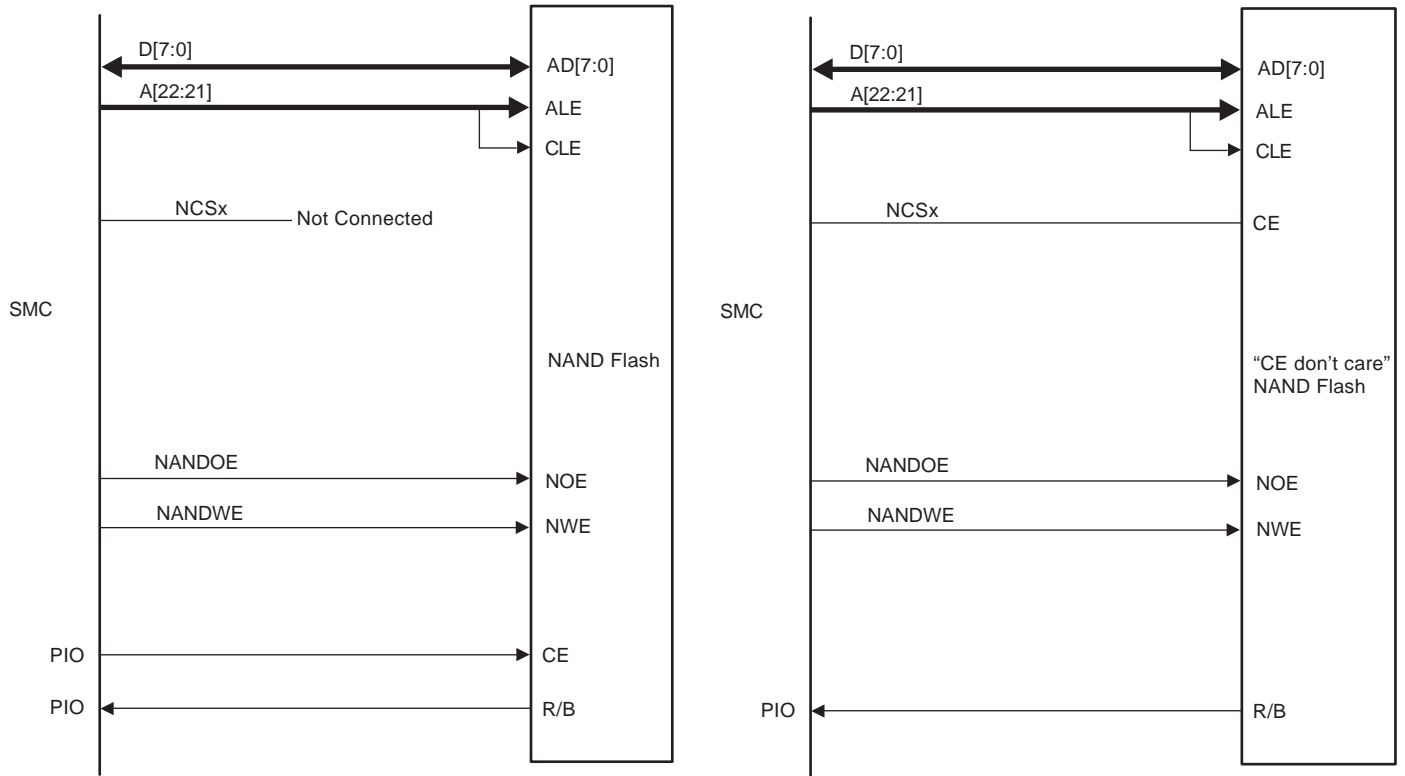 D[7:0]
AD[7:0]
A[22:21]
ALE
CLE
NCSx
Not Connected
SMC
NAND Flash
NANDOE
NOE
NANDWE
NWE
PIO
CE
PIO
R/B
D[7:0]
AD[7:0]
A[22:21]
ALE
CLE
NCSx
CE
SMC
“CE don’t care”
NAND Flash
NANDOE
NOE
NANDWE
NWE
PIO
R/B